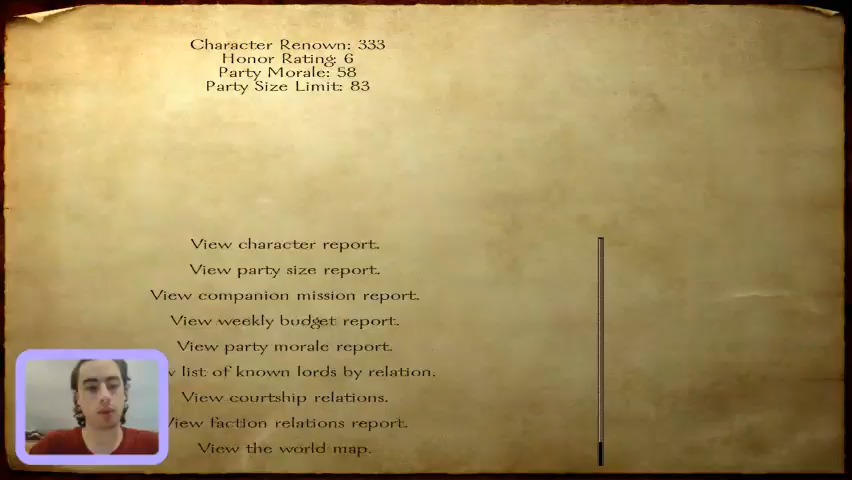 Character Renown: 333
Honor Rating: 6
Party Morale: 58
Party Size Limit: 83
View character report.
View party size report.
View companion mission report.
View weekly budget report.
View party morale report.
list of known lords by relation.
View courtship relations.
View faction relations report.
View the world map.